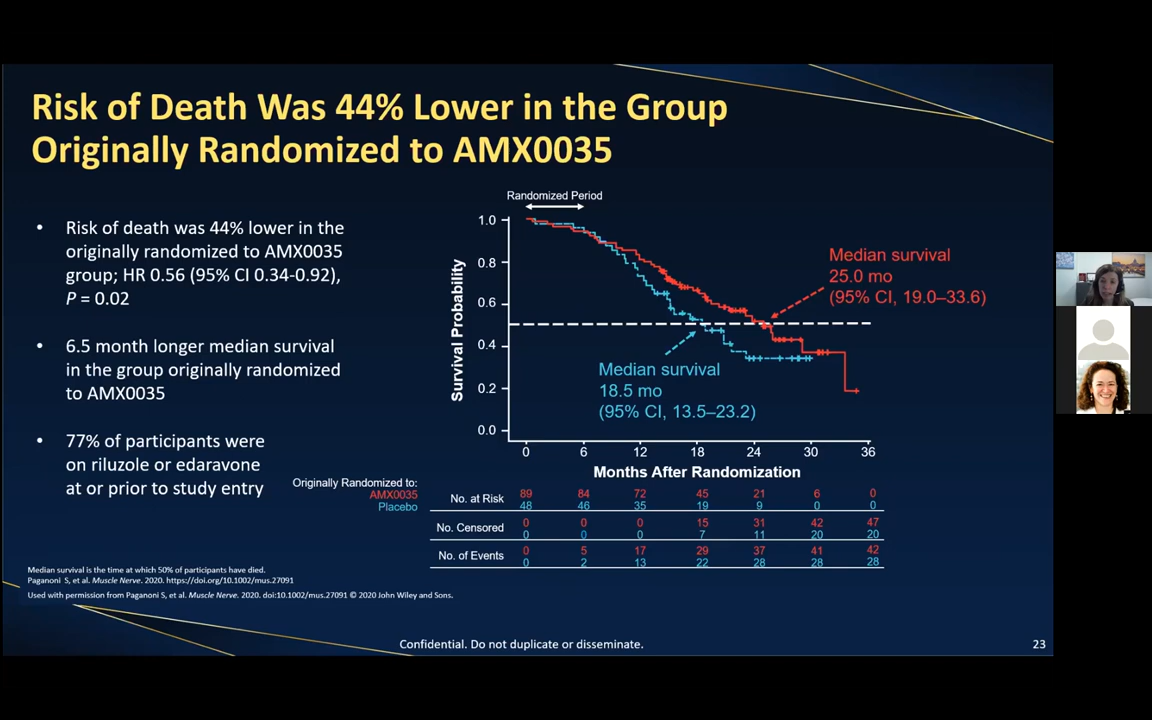 Risk of Death Was 44% Lower in the Group
Originally Randomized to AMX0035
• Risk of death was 44% lower in the
originally randomized to AMX0035
group; HR 0.56 (95% CI 0.34-0.92),
P = 0.02
• 6.5 month longer median survival
in the group originally randomized
to AMX0035
• 77% of participants were
on riluzole or edaravone
at or prior to study entry
Randomized Period
Survival Probability
1.0
0.8
0.6
0.4
0.2
0.0
Median survival
25.0 mo
(95% CI, 19.0–33.6)
Median survival
18.5 mo
(95% CI, 13.5–23.2)
0 6 12 18 24 30 36
Months After Randomization
Originally Randomized to:
AMX0035
Placebo
No. at Risk
89 84 72 45 21 6 0
48 46 35 19 9 0 0
No. Censored
0 0 0 15 31 42 47
0 0 0 7 11 20 20
No. of Events
0 5 17 29 37 41 42
0 2 13 22 28 28 28
Median survival is the time at which 50% of participants have died.
Paganoni S, et al. Muscle Nerve. 2020. https://doi.org/10.1002/mus.27091
Used with permission from Paganoni S, et al. Muscle Nerve. 2020. doi:10.1002/mus.27091 © 2020 John Wiley and Sons.
Confidential. Do not duplicate or disseminate.
23